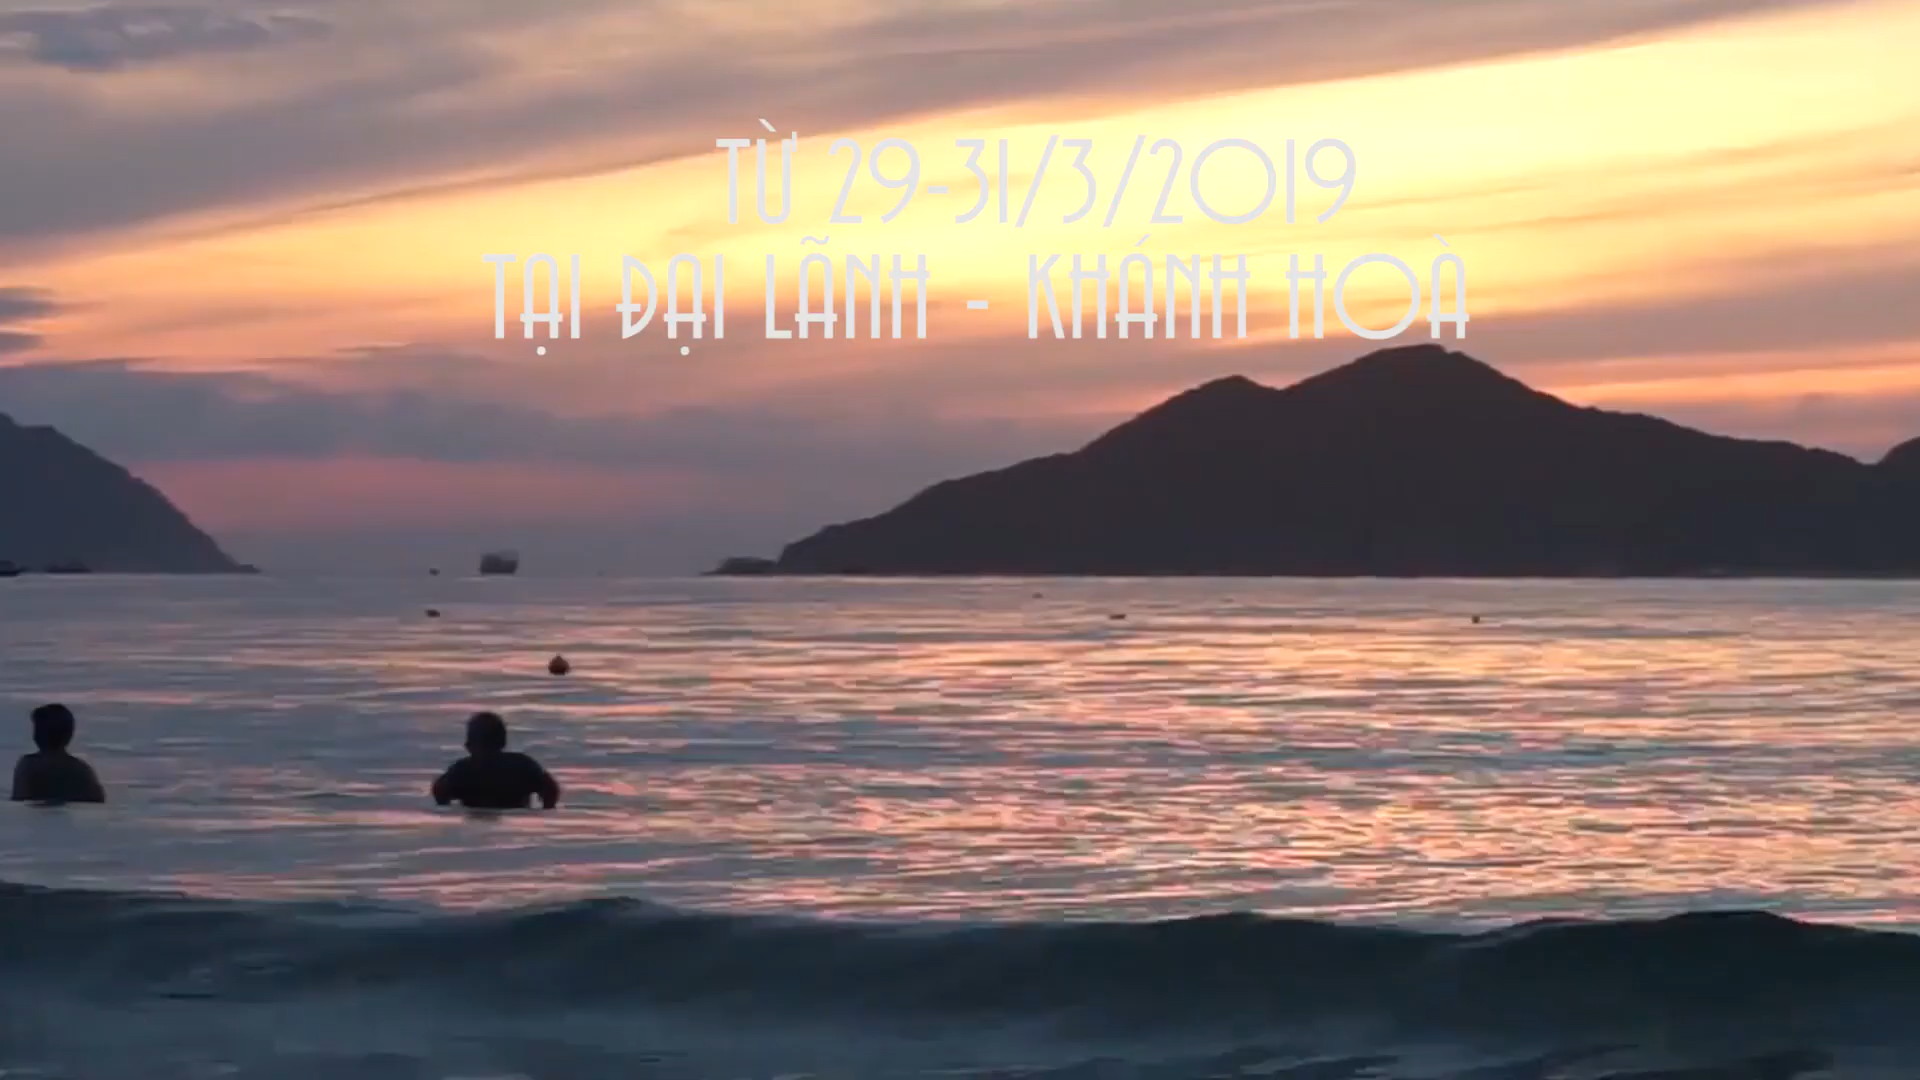 TỪ 29-31/3/2019
TẠI ĐẠI LÃNH - KHÁNH HOÀ